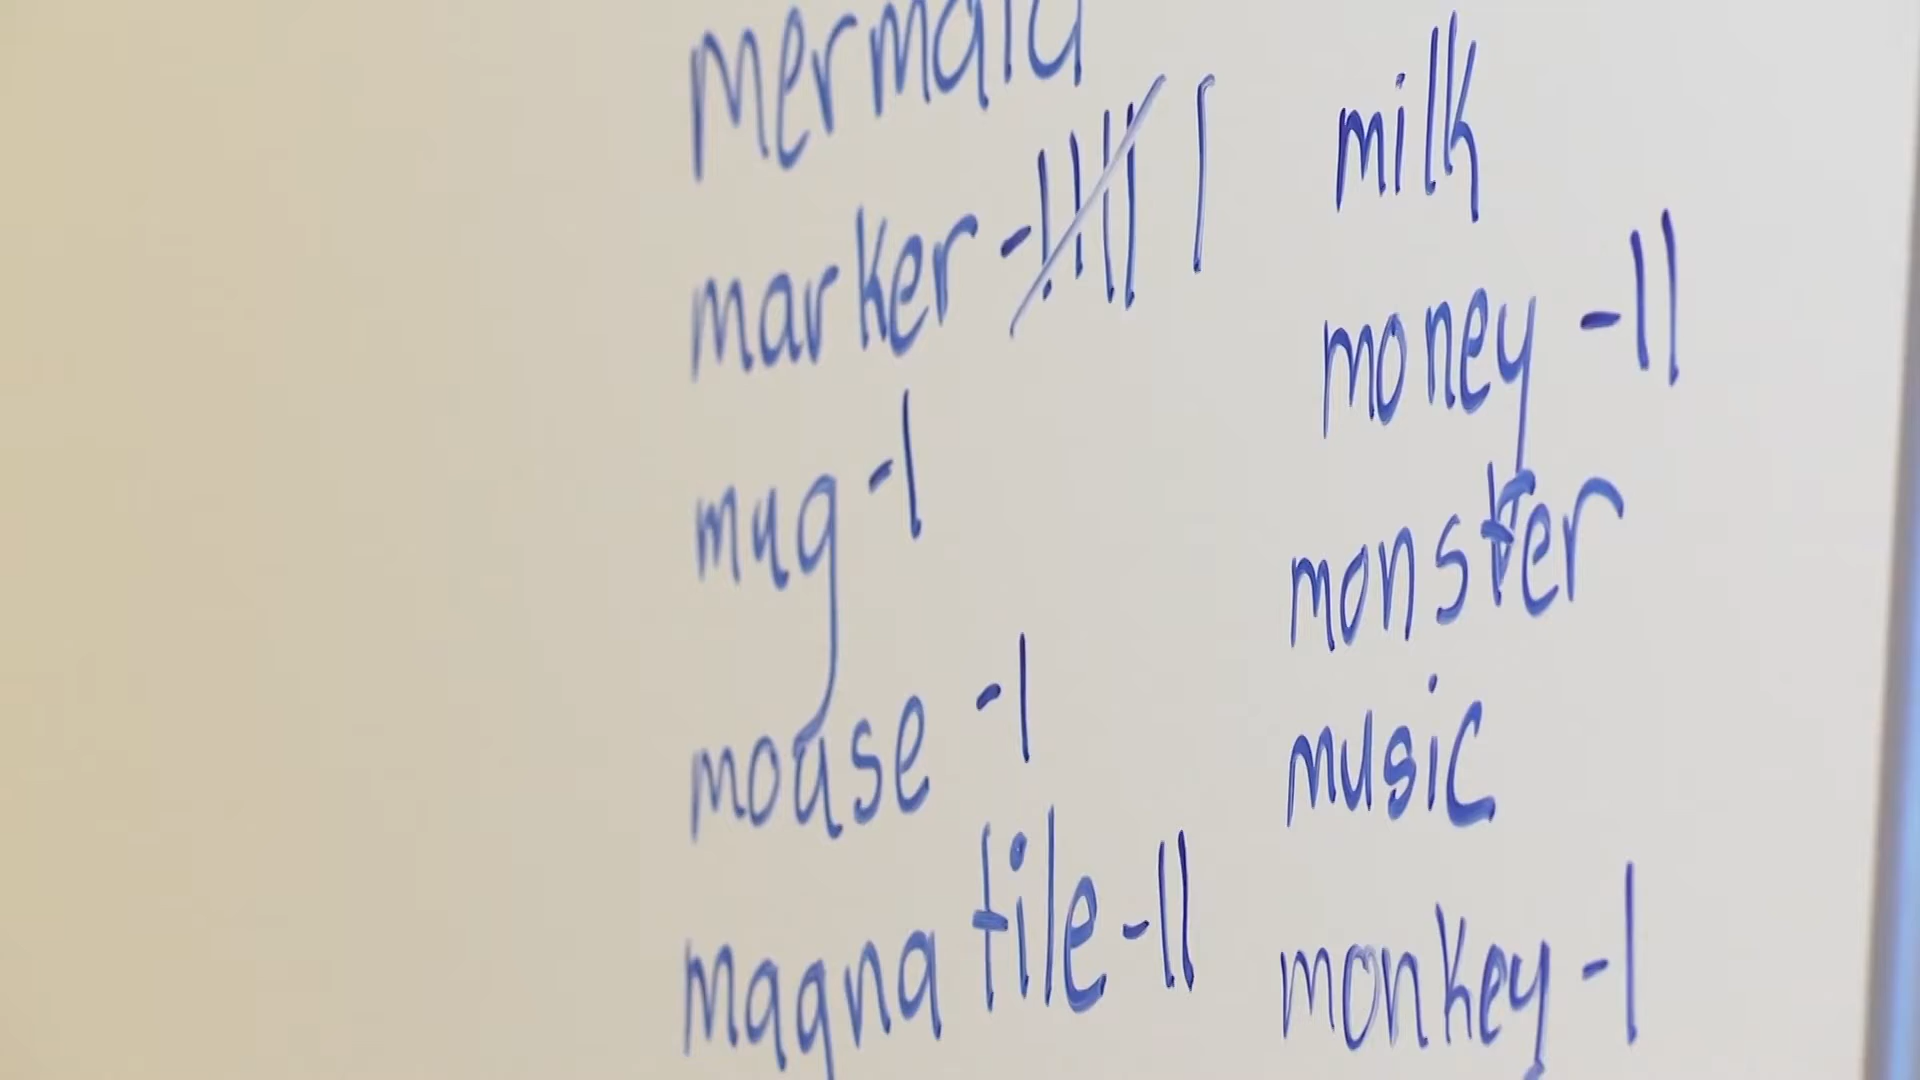 mermaid
marker - |||| |
mug - |
mouse - |
magna tile - ||
milk
money - ||
monster
music
monkey - |